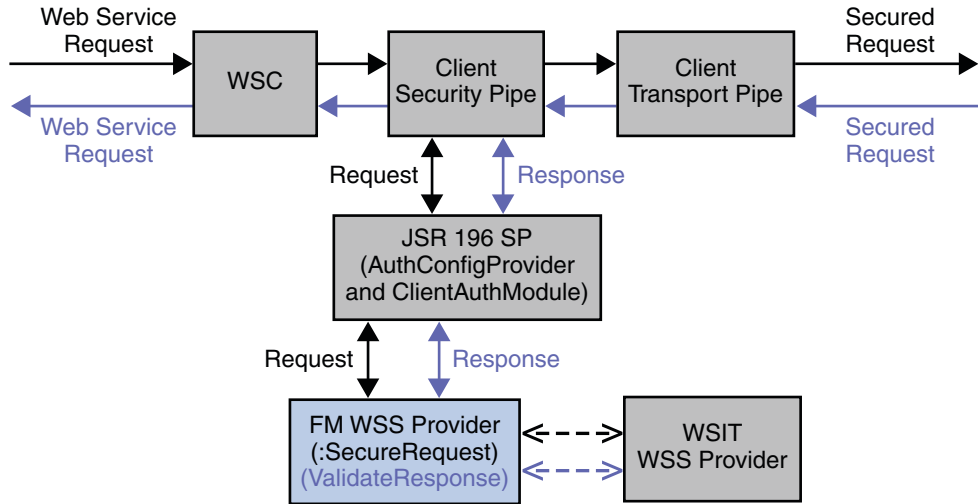 Web Service
Request
WSC
Client
Security Pipe
Client
Transport Pipe
Secured
Request
Web Service
Request
Secured
Request
Request
Response
JSR 196 SP
(AuthConfigProvider
and ClientAuthModule)
Request
Response
FM WSS Provider
(:SecureRequest)
(ValidateResponse)
WSIT
WSS Provider